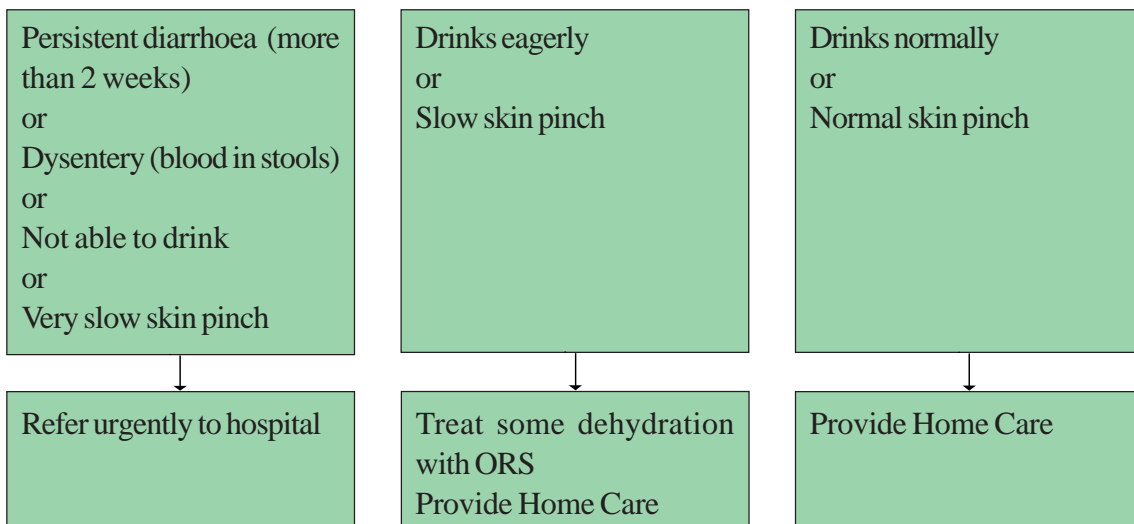 Persistent diarrhoea (more
than 2 weeks)
or
Dysentery (blood in stools)
or
Not able to drink
or
Very slow skin pinch
Refer urgently to hospital
Drinks eagerly
or
Slow skin pinch
Treat some dehydration
with ORS
Provide Home Care
Drinks normally
or
Normal skin pinch
Provide Home Care